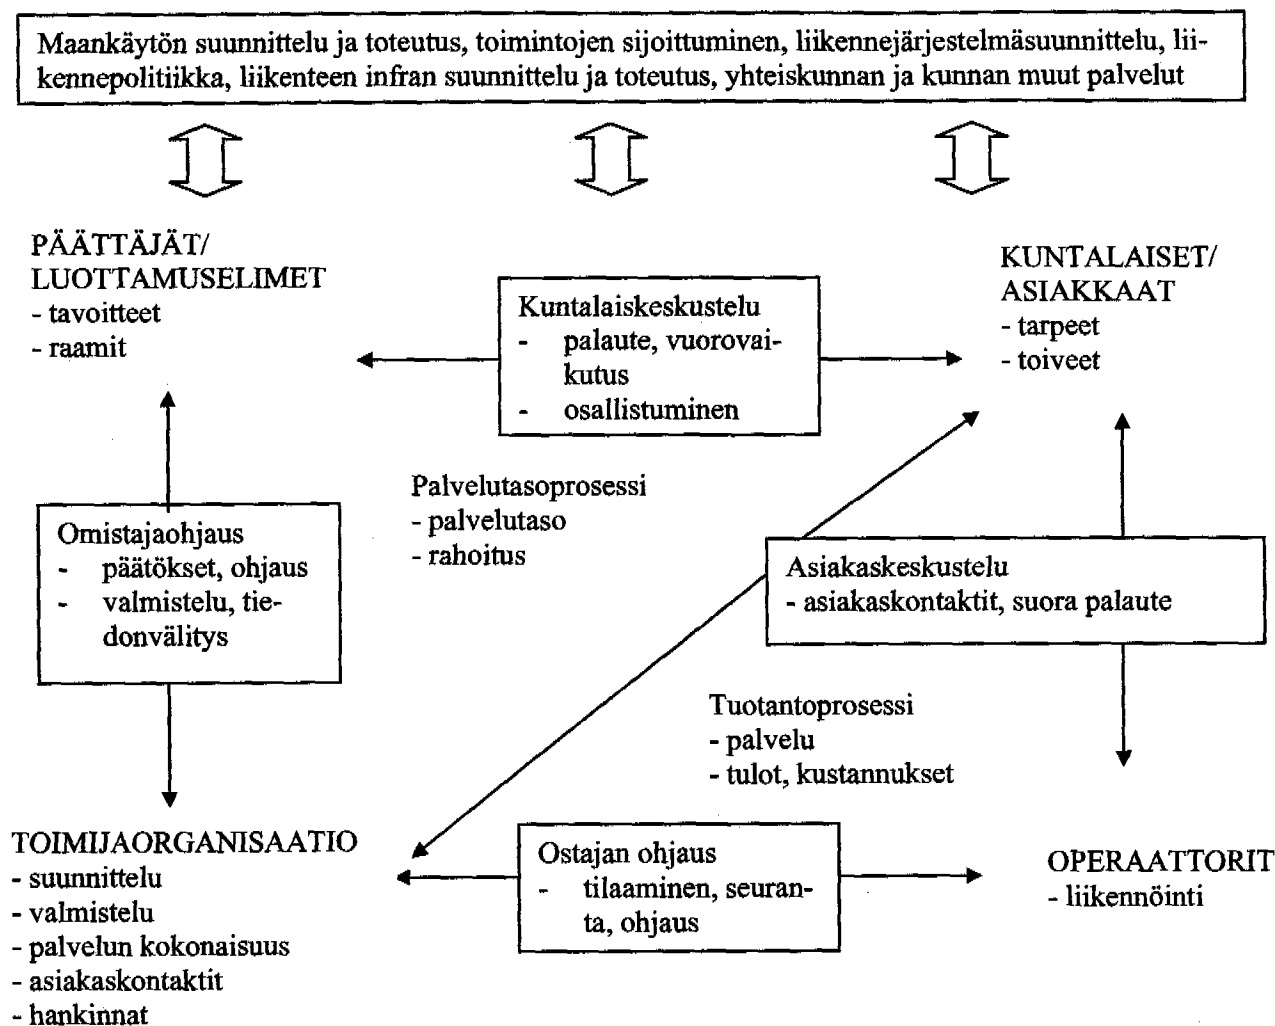 Maankäytön suunnittelu ja toteutus, toimintojen sijoittuminen, liikennejärjestelmäsuunnittelu, lii-
kennepolitiikka, liikenteen infran suunnittelu ja toteutus, yhteiskunnan ja kunnan muut palvelut
PÄÄTTÄJÄT/
LUOTTAMUSELIMET
- tavoitteet
- raamit
Kuntalaiskeskustelu
- palaute, vuorovai-
kutus
- osallistuminen
KUNTALAISET/
ASIAKKAAT
- tarpeet
- toiveet
Palvelutasoprosessi
- palvelutaso
- rahoitus
Omistajaohjaus
- päätökset, ohjaus
- valmistelu, tie-
donvälitys
Asiakaskeskustelu
- asiakaskontaktit, suora palaute
Tuotantoprosessi
- palvelu
- tulot, kustannukset
TOIMIJAORGANISAATIO
- suunnittelu
- valmistelu
- palvelun kokonaisuus
- asiakaskontaktit
- hankinnat
Ostajan ohjaus
- tilaaminen, seuran-
ta, ohjaus
OPERAATTORIT
- liikennöinti